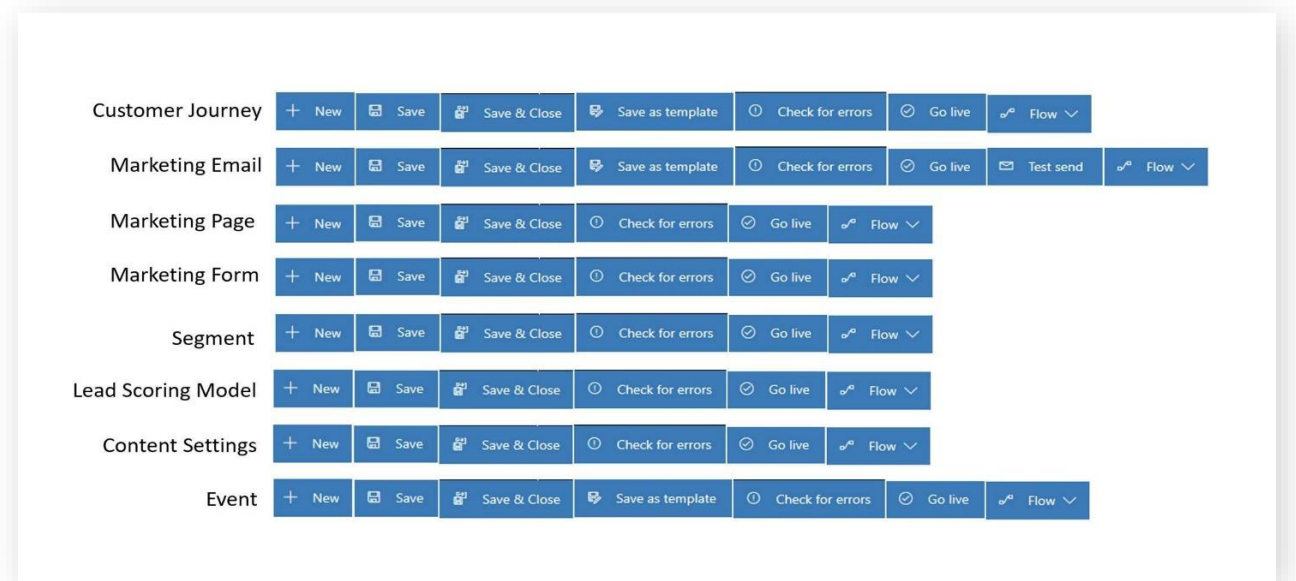 Customer Journey New Save Save & Close Save as template Check for errors Go live Flow
Marketing Email New Save Save & Close Save as template Check for errors Go live Test send Flow
Marketing Page New Save Save & Close Check for errors Go live Flow
Marketing Form New Save Save & Close Check for errors Go live Flow
Segment New Save Save & Close Check for errors Go live Flow
Lead Scoring Model New Save Save & Close Check for errors Go live Flow
Content Settings New Save Save & Close Check for errors Go live Flow
Event New Save Save & Close Save as template Check for errors Go live Flow